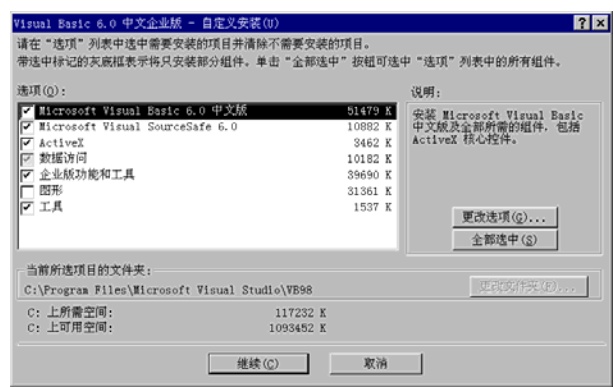 Visual Basic 6.0 中文企业版 - 自定义安装(U)
请在“选项”列表中选中需要安装的项目并清除不需要安装的项目。
带选中标记的灰底框表示将只安装部分组件。单击“全部选中”按钮可选中“选项”列表中的所有组件。
选项(O):
Microsoft Visual Basic 6.0 中文版 51479 K
Microsoft Visual SourceSafe 6.0 10882 K
ActiveX 3462 K
数据访问 10182 K
企业版功能和工具 39690 K
图形 31361 K
工具 1537 K
说明:
安装 Microsoft Visual Basic
中文版及全部所需的组件，包括
ActiveX 核心控件。
更改选项(G)...
全部选中(S)
当前所选项目的文件夹:
C:\Program Files\Microsoft Visual Studio\VB98
更改文件夹(F)...
C: 上所需空间: 117232 K
C: 上可用空间: 1093452 K
继续(C)
取消